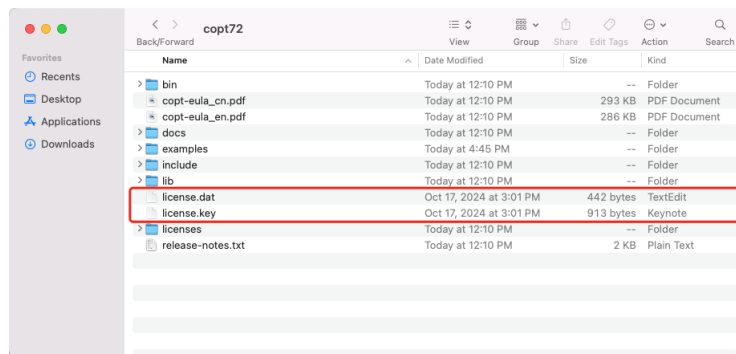 copt72
Back/Forward View Group Share Edit Tags Action Search
Favorites
Recents
Desktop
Applications
Downloads
Name Date Modified Size Kind
bin Today at 12:10 PM -- Folder
copt-eula_cn.pdf Today at 12:10 PM 293 KB PDF Document
copt-eula_en.pdf Today at 12:10 PM 286 KB PDF Document
docs Today at 12:10 PM -- Folder
examples Today at 4:45 PM -- Folder
include Today at 12:10 PM -- Folder
lib Today at 12:10 PM -- Folder
license.dat Oct 17, 2024 at 3:01 PM 442 bytes TextEdit
license.key Oct 17, 2024 at 3:01 PM 913 bytes Keynote
licenses Today at 12:10 PM -- Folder
release-notes.txt Today at 12:10 PM 2 KB Plain Text